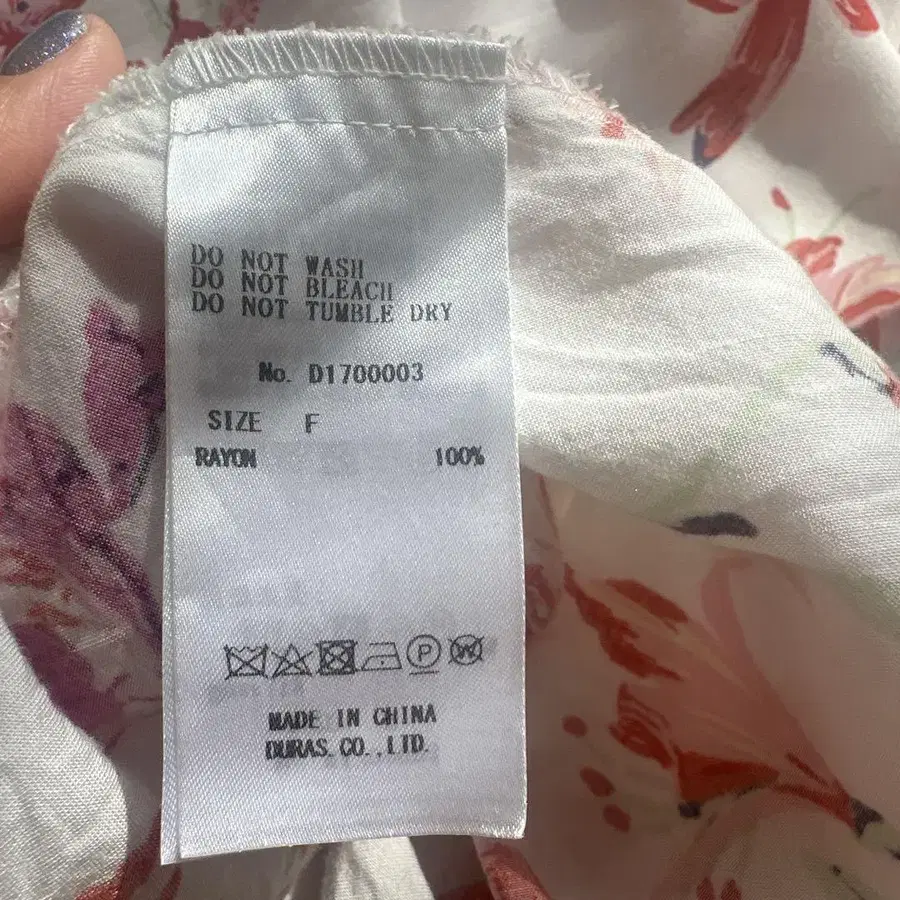 DO NOT WASH
DO NOT BLEACH
DO NOT TUMBLE DRY
No. D1700003
SIZE F
RAYON 100%
P W
MADE IN CHINA
DURAS.CO.,LTD.